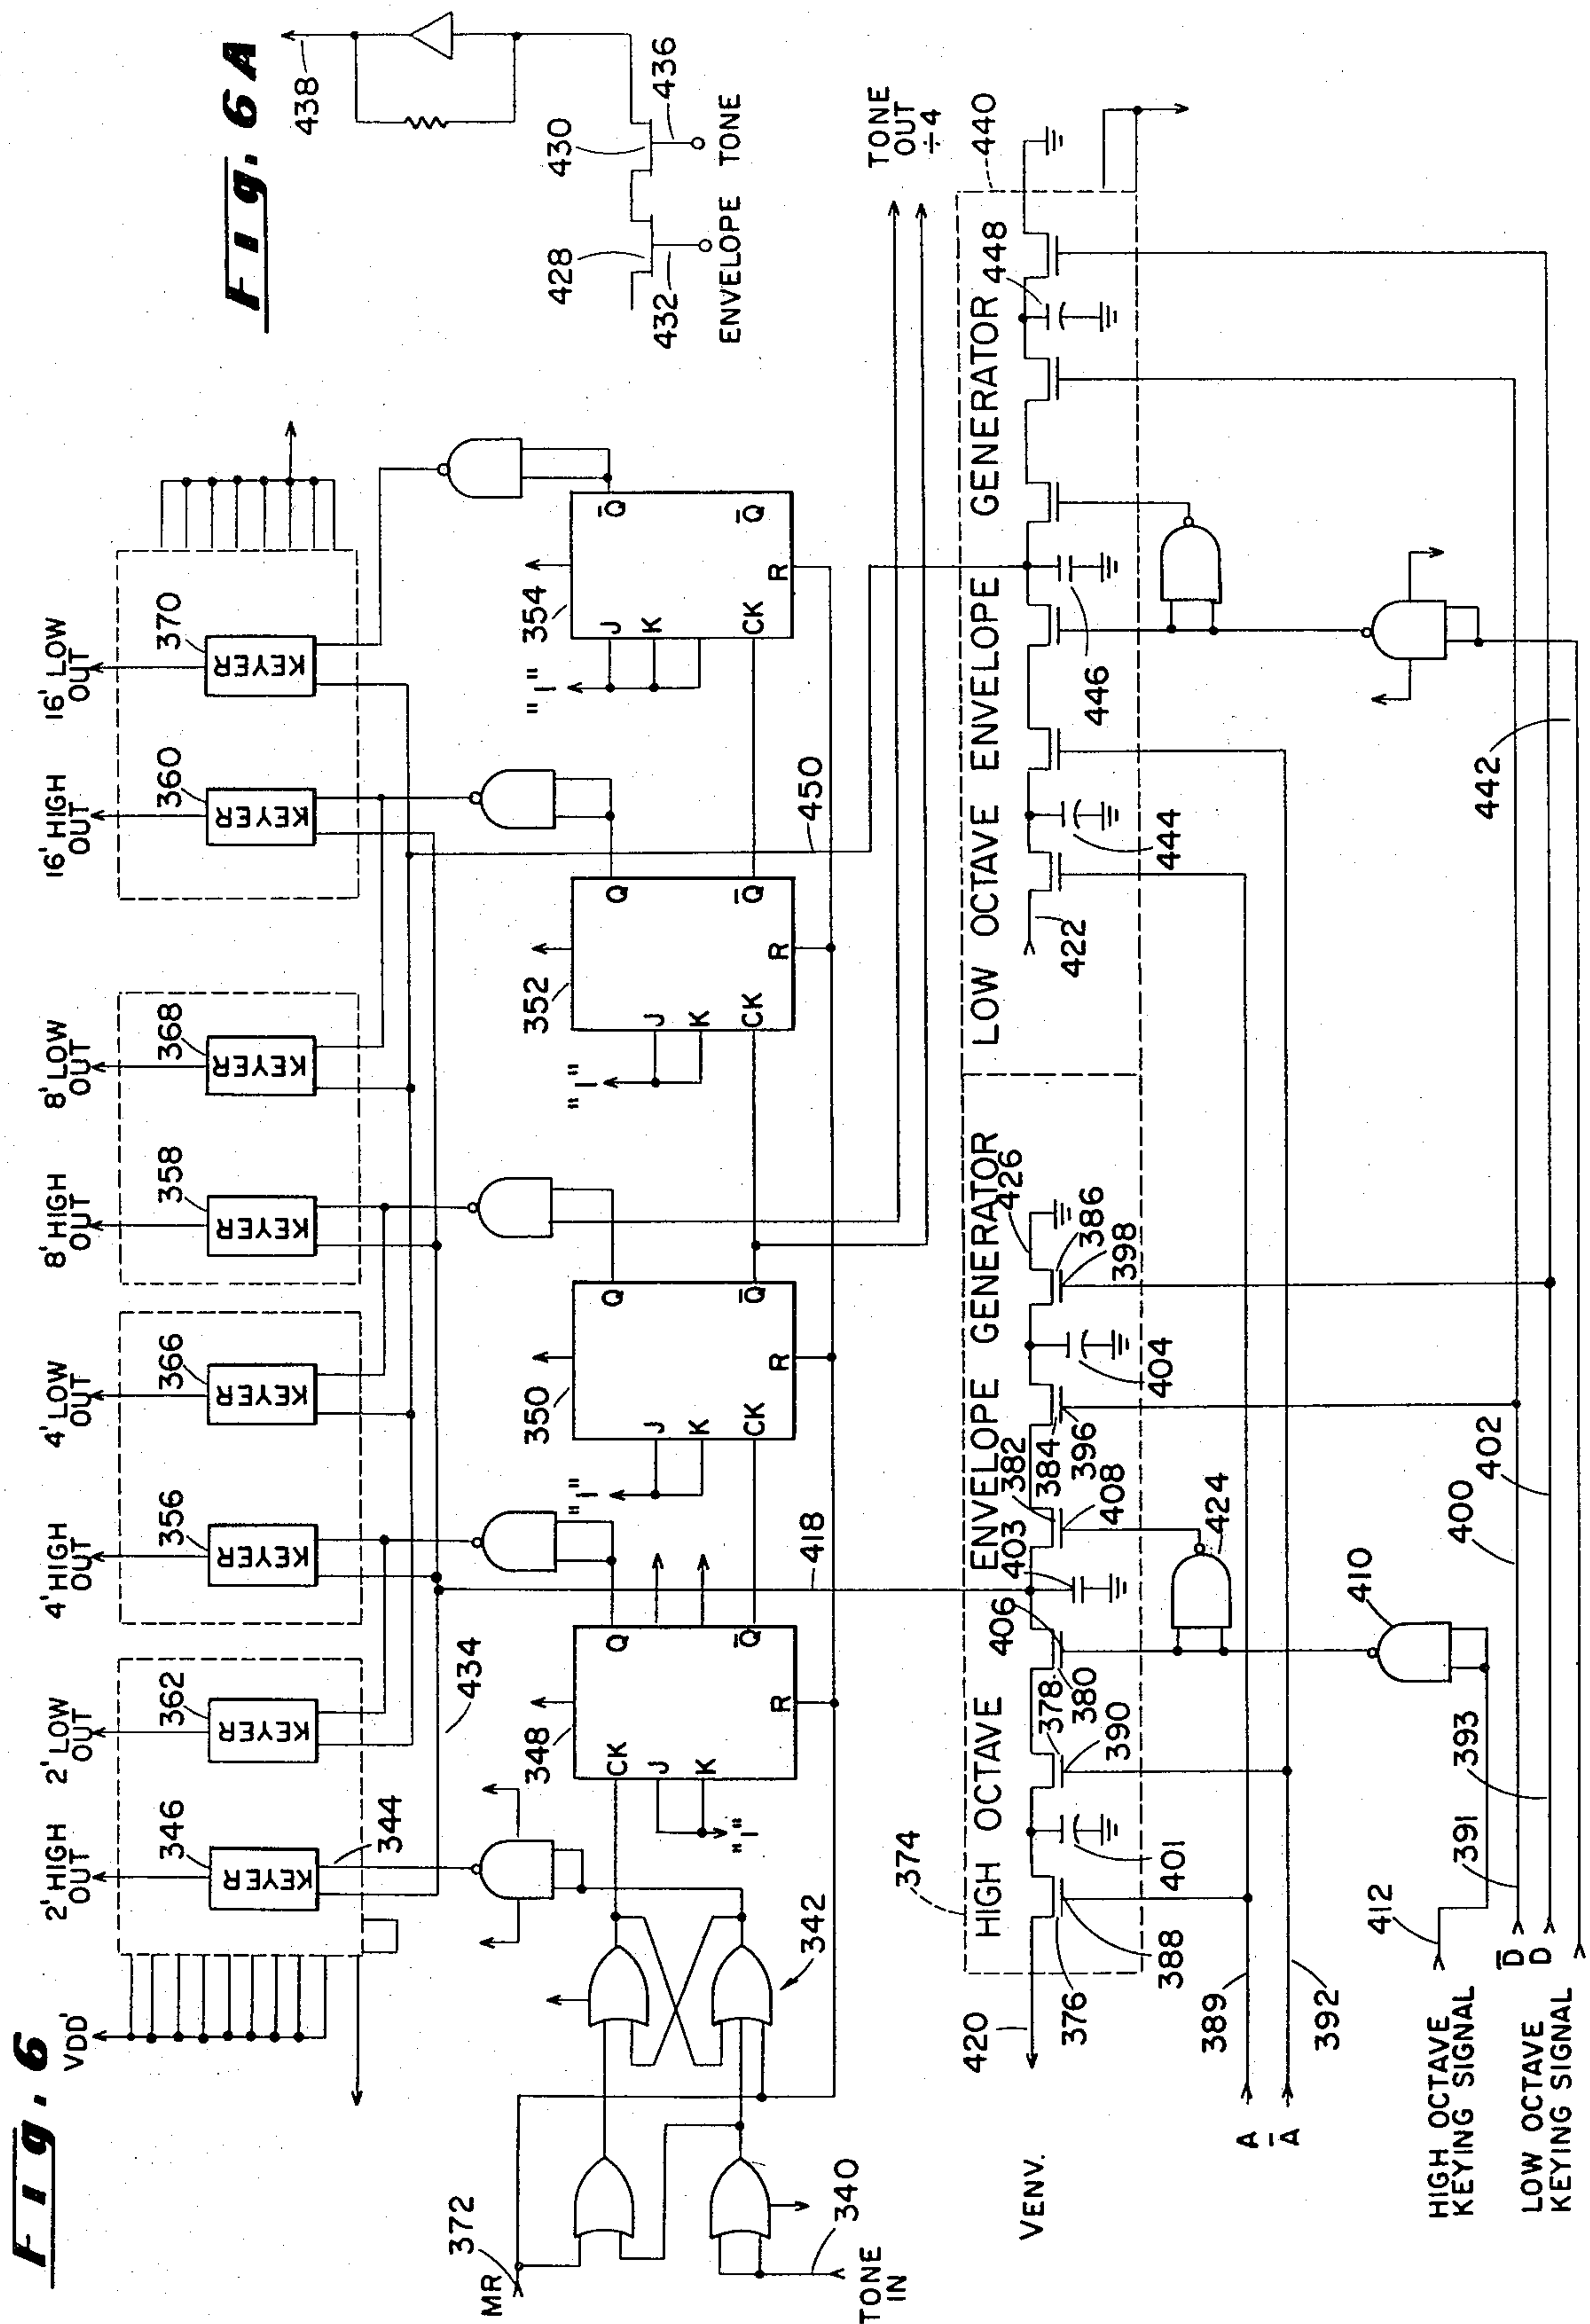 Fig. 6
VDD'
2' HIGH
OUT
2' LOW
OUT
4' HIGH
OUT
4' LOW
OUT
8' HIGH
OUT
8' LOW
OUT
16' HIGH
OUT
16' LOW
OUT
346
362
356
366
358
368
360
370
KEYER
KEYER
KEYER
KEYER
KEYER
KEYER
KEYER
KEYER
344
434
348
CK
J
K
"1"
R
Q
Q̅
350
J
K
CK
"1"
R
Q
Q̅
352
J
K
CK
"1"
R
Q
Q̅
354
J
K
CK
"1"
R
Q̅
Q̅
372
MR
340
TONE
IN
342
418
450
TONE
OUT
÷4
374
HIGH OCTAVE ENVELOPE GENERATOR
420
376
388
401
378
390
380
406
403
382
408
384
396
404
386
398
426
424
410
LOW OCTAVE ENVELOPE GENERATOR
440
422
444
446
448
VENV.
A
389
A̅
392
HIGH OCTAVE
KEYING SIGNAL
412
D̅
391
400
D
393
402
LOW OCTAVE
KEYING SIGNAL
442
Fig. 6A
438
428
430
432
436
ENVELOPE TONE